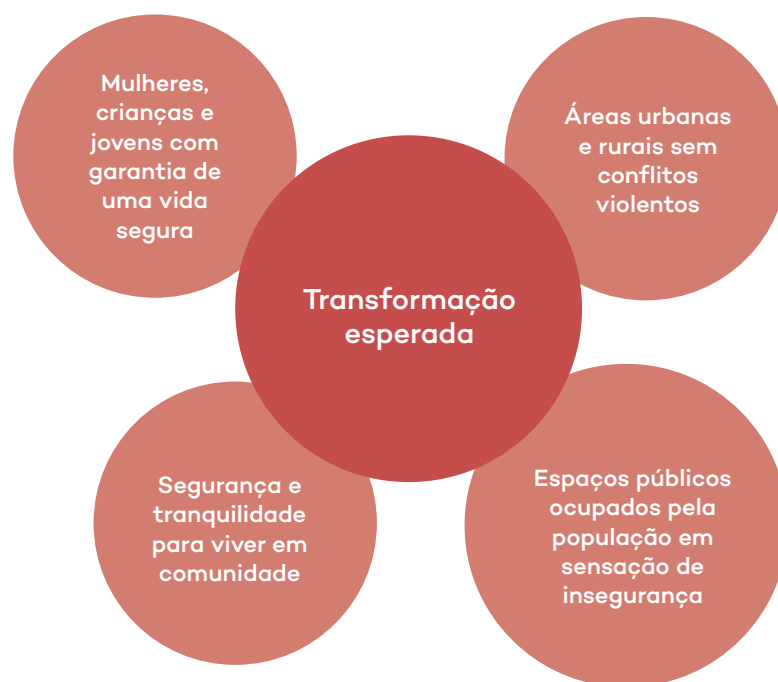 Mulheres,
crianças e
jovens com
garantia de
uma vida
segura
Áreas urbanas
e rurais sem
conflitos
violentos
Transformação
esperada
Segurança e
tranquilidade
para viver em
comunidade
Espaços públicos
ocupados pela
população em
sensação de
insegurança